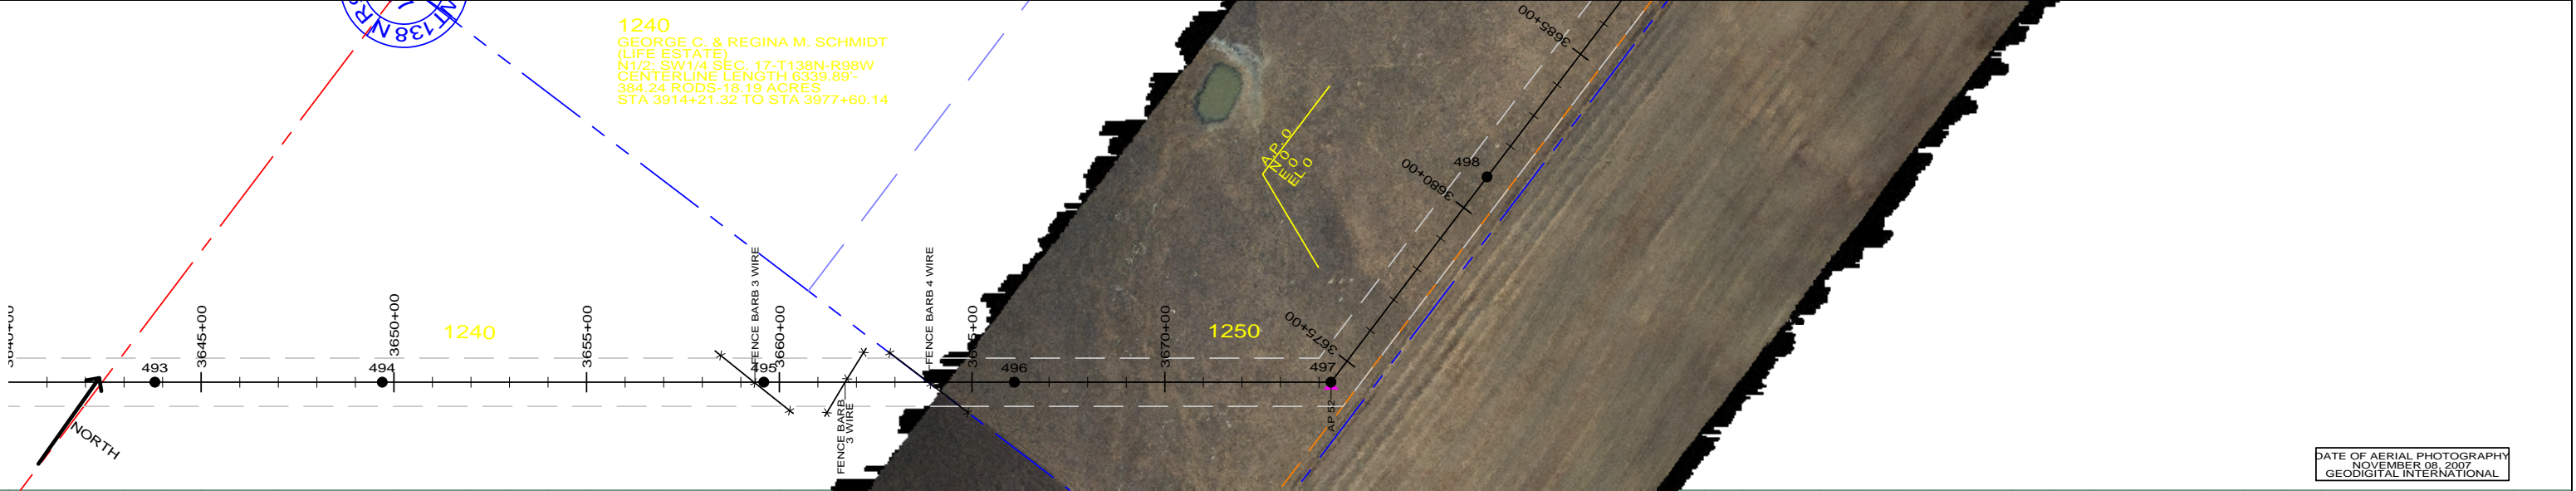 138 N R
1240
GEORGE C. & REGINA M. SCHMIDT
(LIFE ESTATE)
N1/2: SW1/4 SEC. 17-T138N-R98W
CENTERLINE LENGTH 6339.89'-
384.24 RODS-18.19 ACRES
STA 3914+21.32 TO STA 3977+60.14
A.P. 0
N 0
E 0
EL 0
3685+00
498
3680+00
3675+00
FENCE BARB 3 WIRE
FENCE BARB 4 WIRE
1240
1250
3645+00
3650+00
3655+00
3660+00
3670+00
493
494
495
496
497
FENCE BARB
3 WIRE
AP 52
NORTH
DATE OF AERIAL PHOTOGRAPHY
NOVEMBER 08, 2007
GEODIGITAL INTERNATIONAL